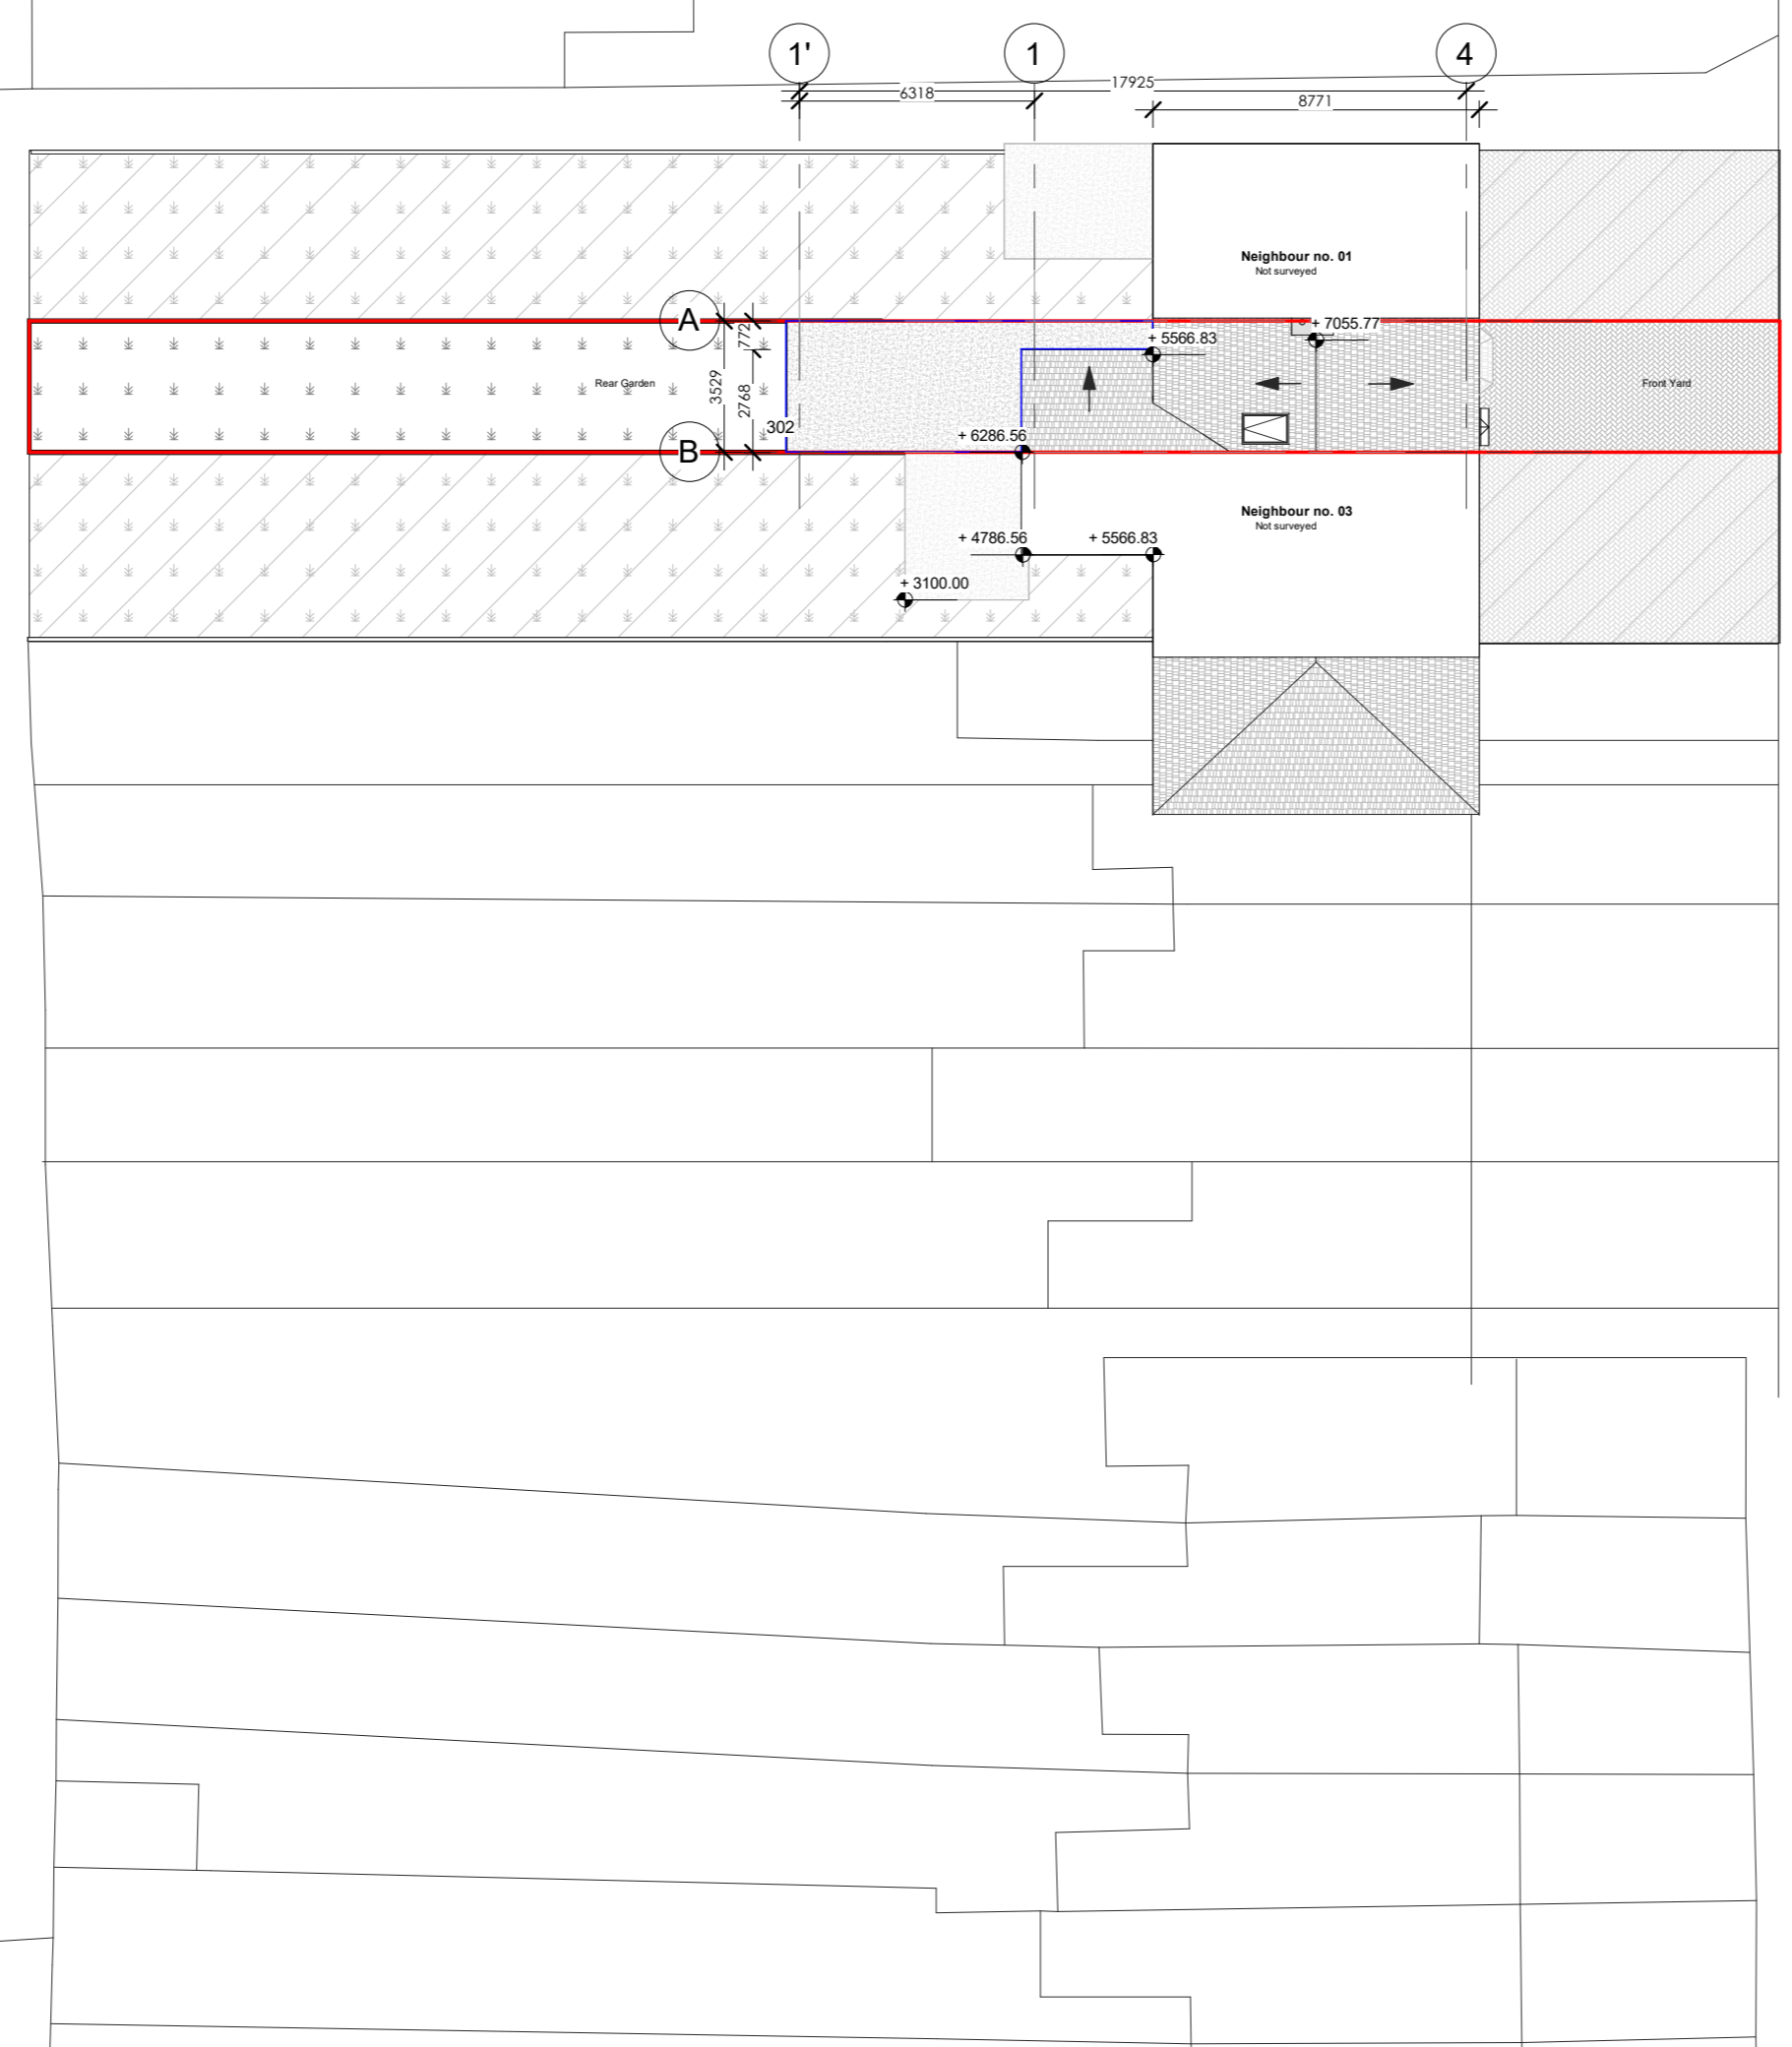 1'
1
4
17925
6318
8771
Neighbour no. 01
Not surveyed
A
+ 7055.77
772
+ 5566.83
Rear Garden
3529
2768
Front Yard
302
+ 6286.56
B
Neighbour no. 03
Not surveyed
+ 4786.56
+ 5566.83
+ 3100.00